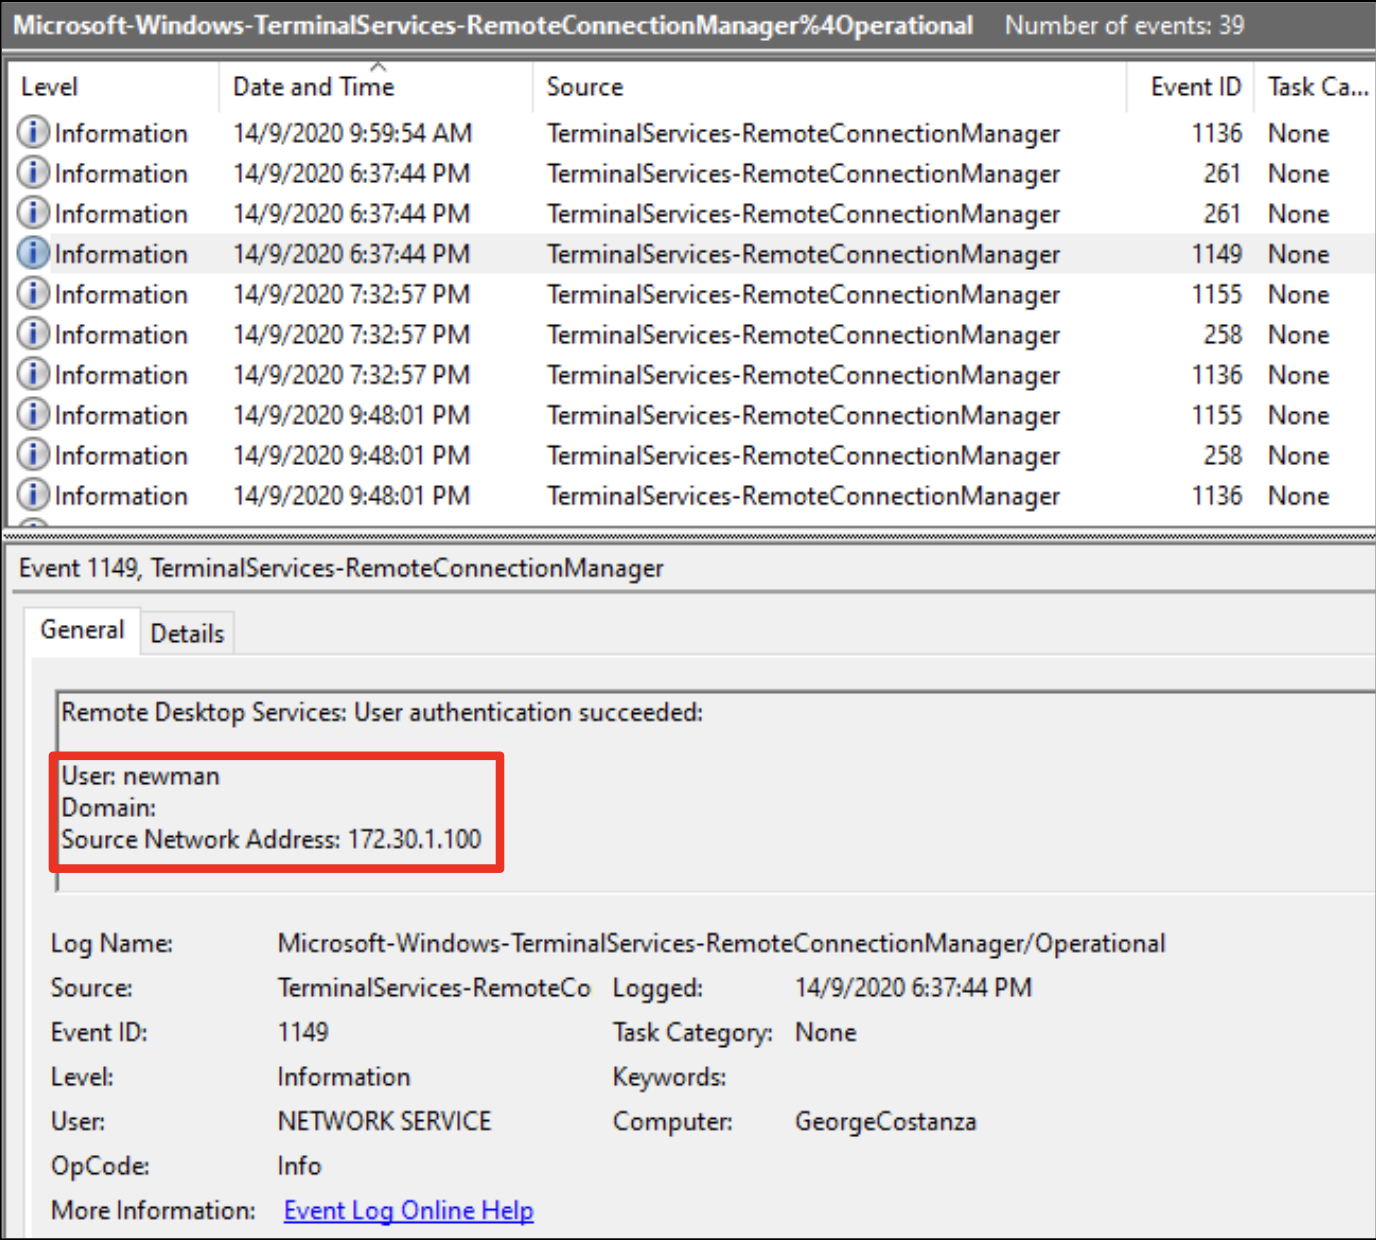 Microsoft-Windows-TerminalServices-RemoteConnectionManager%4Operational Number of events: 39
Level Date and Time Source Event ID Task Ca...
Information 14/9/2020 9:59:54 AM TerminalServices-RemoteConnectionManager 1136 None
Information 14/9/2020 6:37:44 PM TerminalServices-RemoteConnectionManager 261 None
Information 14/9/2020 6:37:44 PM TerminalServices-RemoteConnectionManager 261 None
Information 14/9/2020 6:37:44 PM TerminalServices-RemoteConnectionManager 1149 None
Information 14/9/2020 7:32:57 PM TerminalServices-RemoteConnectionManager 1155 None
Information 14/9/2020 7:32:57 PM TerminalServices-RemoteConnectionManager 258 None
Information 14/9/2020 7:32:57 PM TerminalServices-RemoteConnectionManager 1136 None
Information 14/9/2020 9:48:01 PM TerminalServices-RemoteConnectionManager 1155 None
Information 14/9/2020 9:48:01 PM TerminalServices-RemoteConnectionManager 258 None
Information 14/9/2020 9:48:01 PM TerminalServices-RemoteConnectionManager 1136 None
Event 1149, TerminalServices-RemoteConnectionManager
General Details
Remote Desktop Services: User authentication succeeded:
User: newman
Domain:
Source Network Address: 172.30.1.100
Log Name: Microsoft-Windows-TerminalServices-RemoteConnectionManager/Operational
Source: TerminalServices-RemoteCo Logged: 14/9/2020 6:37:44 PM
Event ID: 1149 Task Category: None
Level: Information Keywords:
User: NETWORK SERVICE Computer: GeorgeCostanza
OpCode: Info
More Information: Event Log Online Help